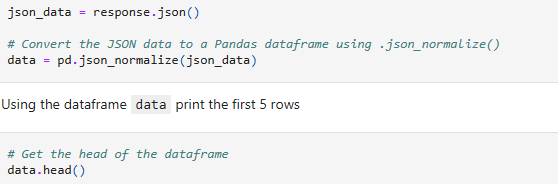 json_data = response.json()
# Convert the JSON data to a Pandas dataframe using .json_normalize()
data = pd.json_normalize(json_data)
Using the dataframe data print the first 5 rows
# Get the head of the dataframe
data.head()